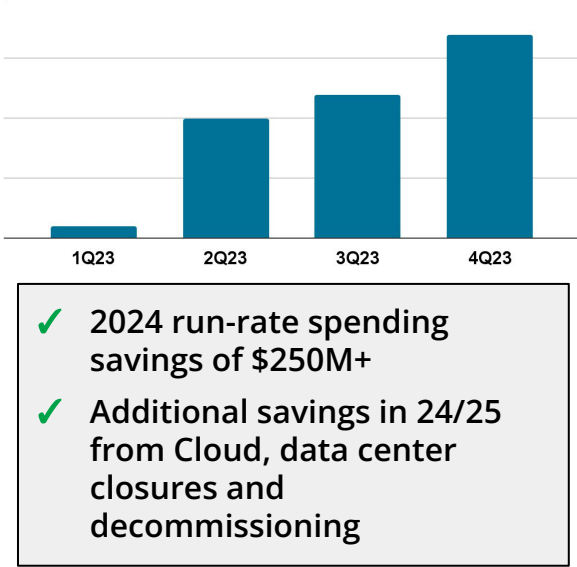 1Q23 2Q23 3Q23 4Q23
✓ 2024 run-rate spending
savings of $250M+
✓ Additional savings in 24/25
from Cloud, data center
closures and
decommissioning